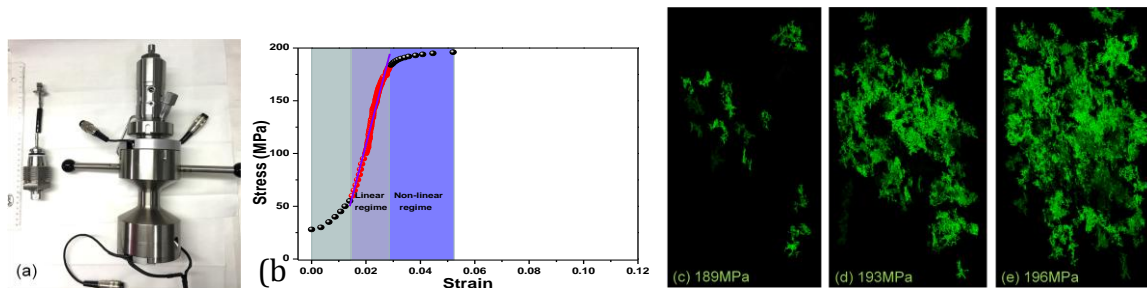 (a)
Stress (MPa)
200
150
100
50
0
Linear
regime
Non-linear
regime
(b
0.00 0.02 0.04 0.06 0.08 0.10 0.12
Strain
(c) 189MPa
(d) 193MPa
(e) 196MPa